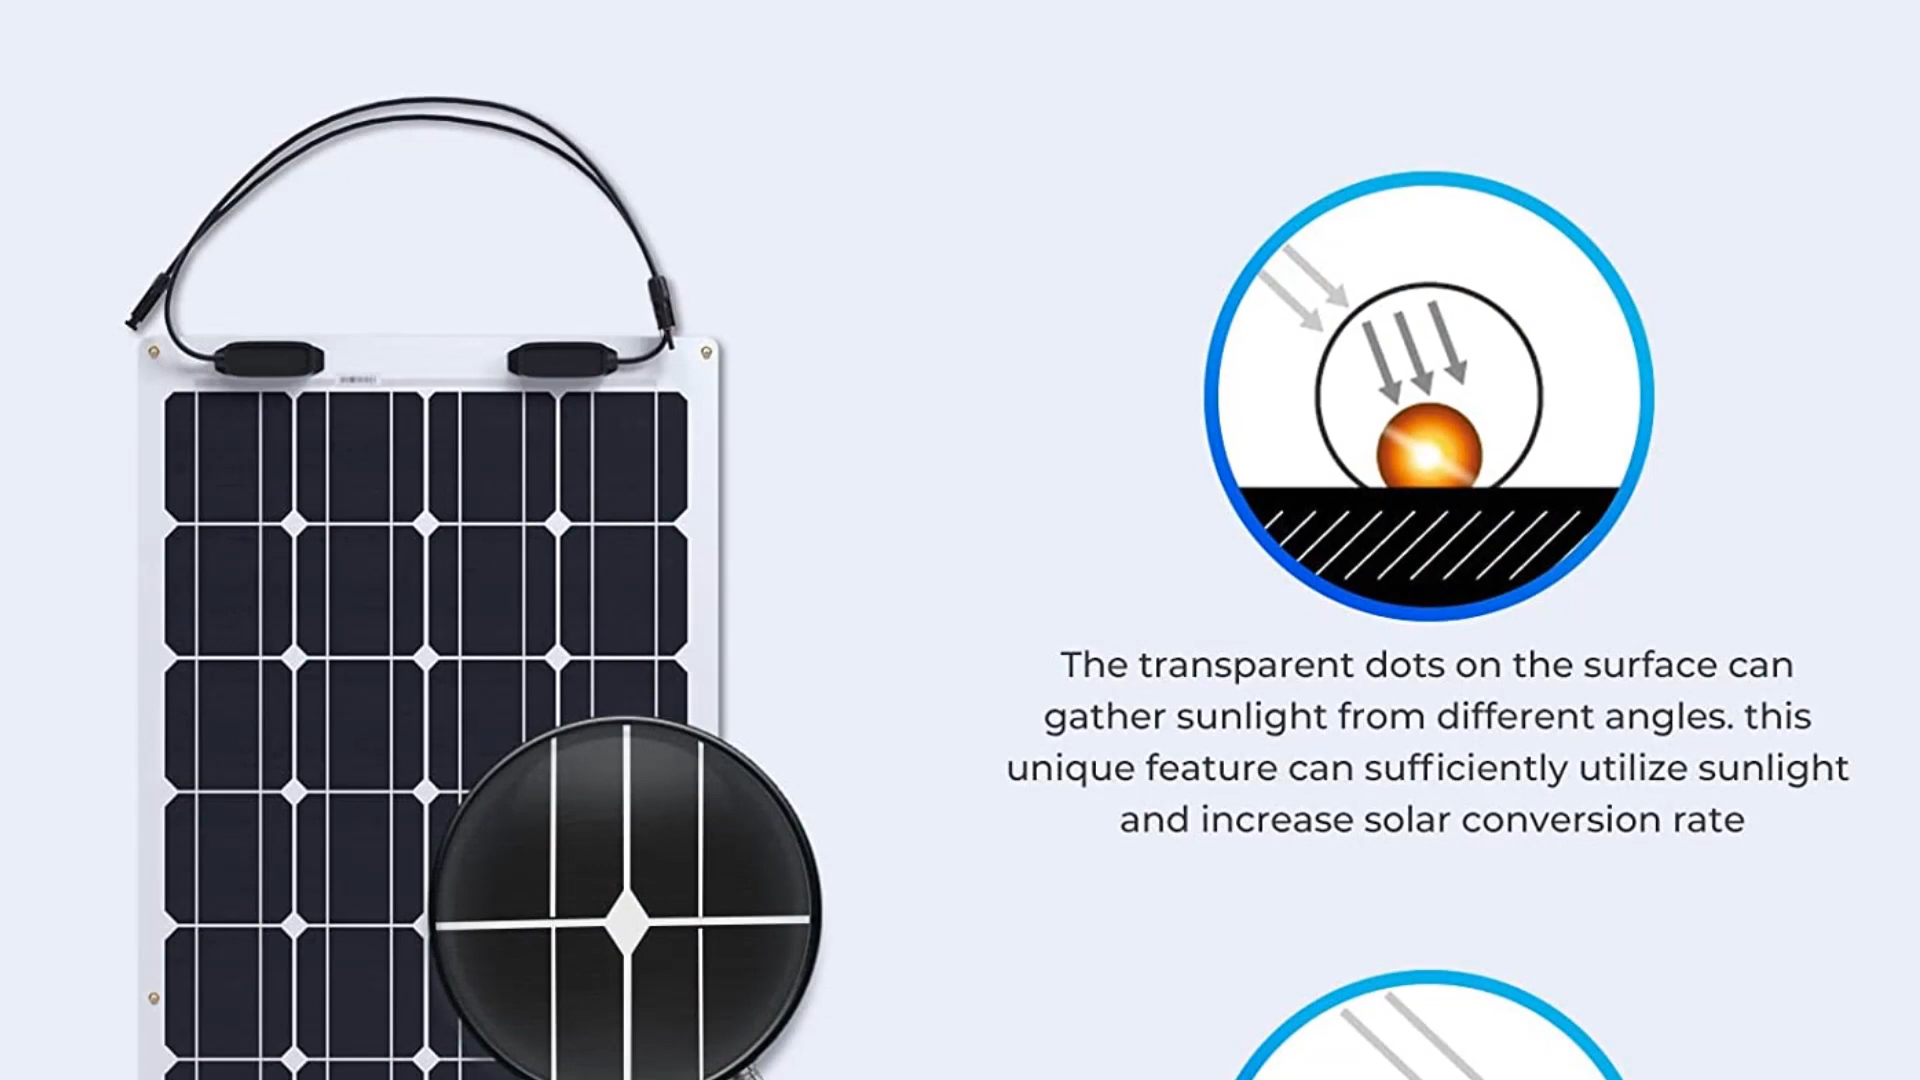 The transparent dots on the surface can
gather sunlight from different angles. this
unique feature can sufficiently utilize sunlight
and increase solar conversion rate